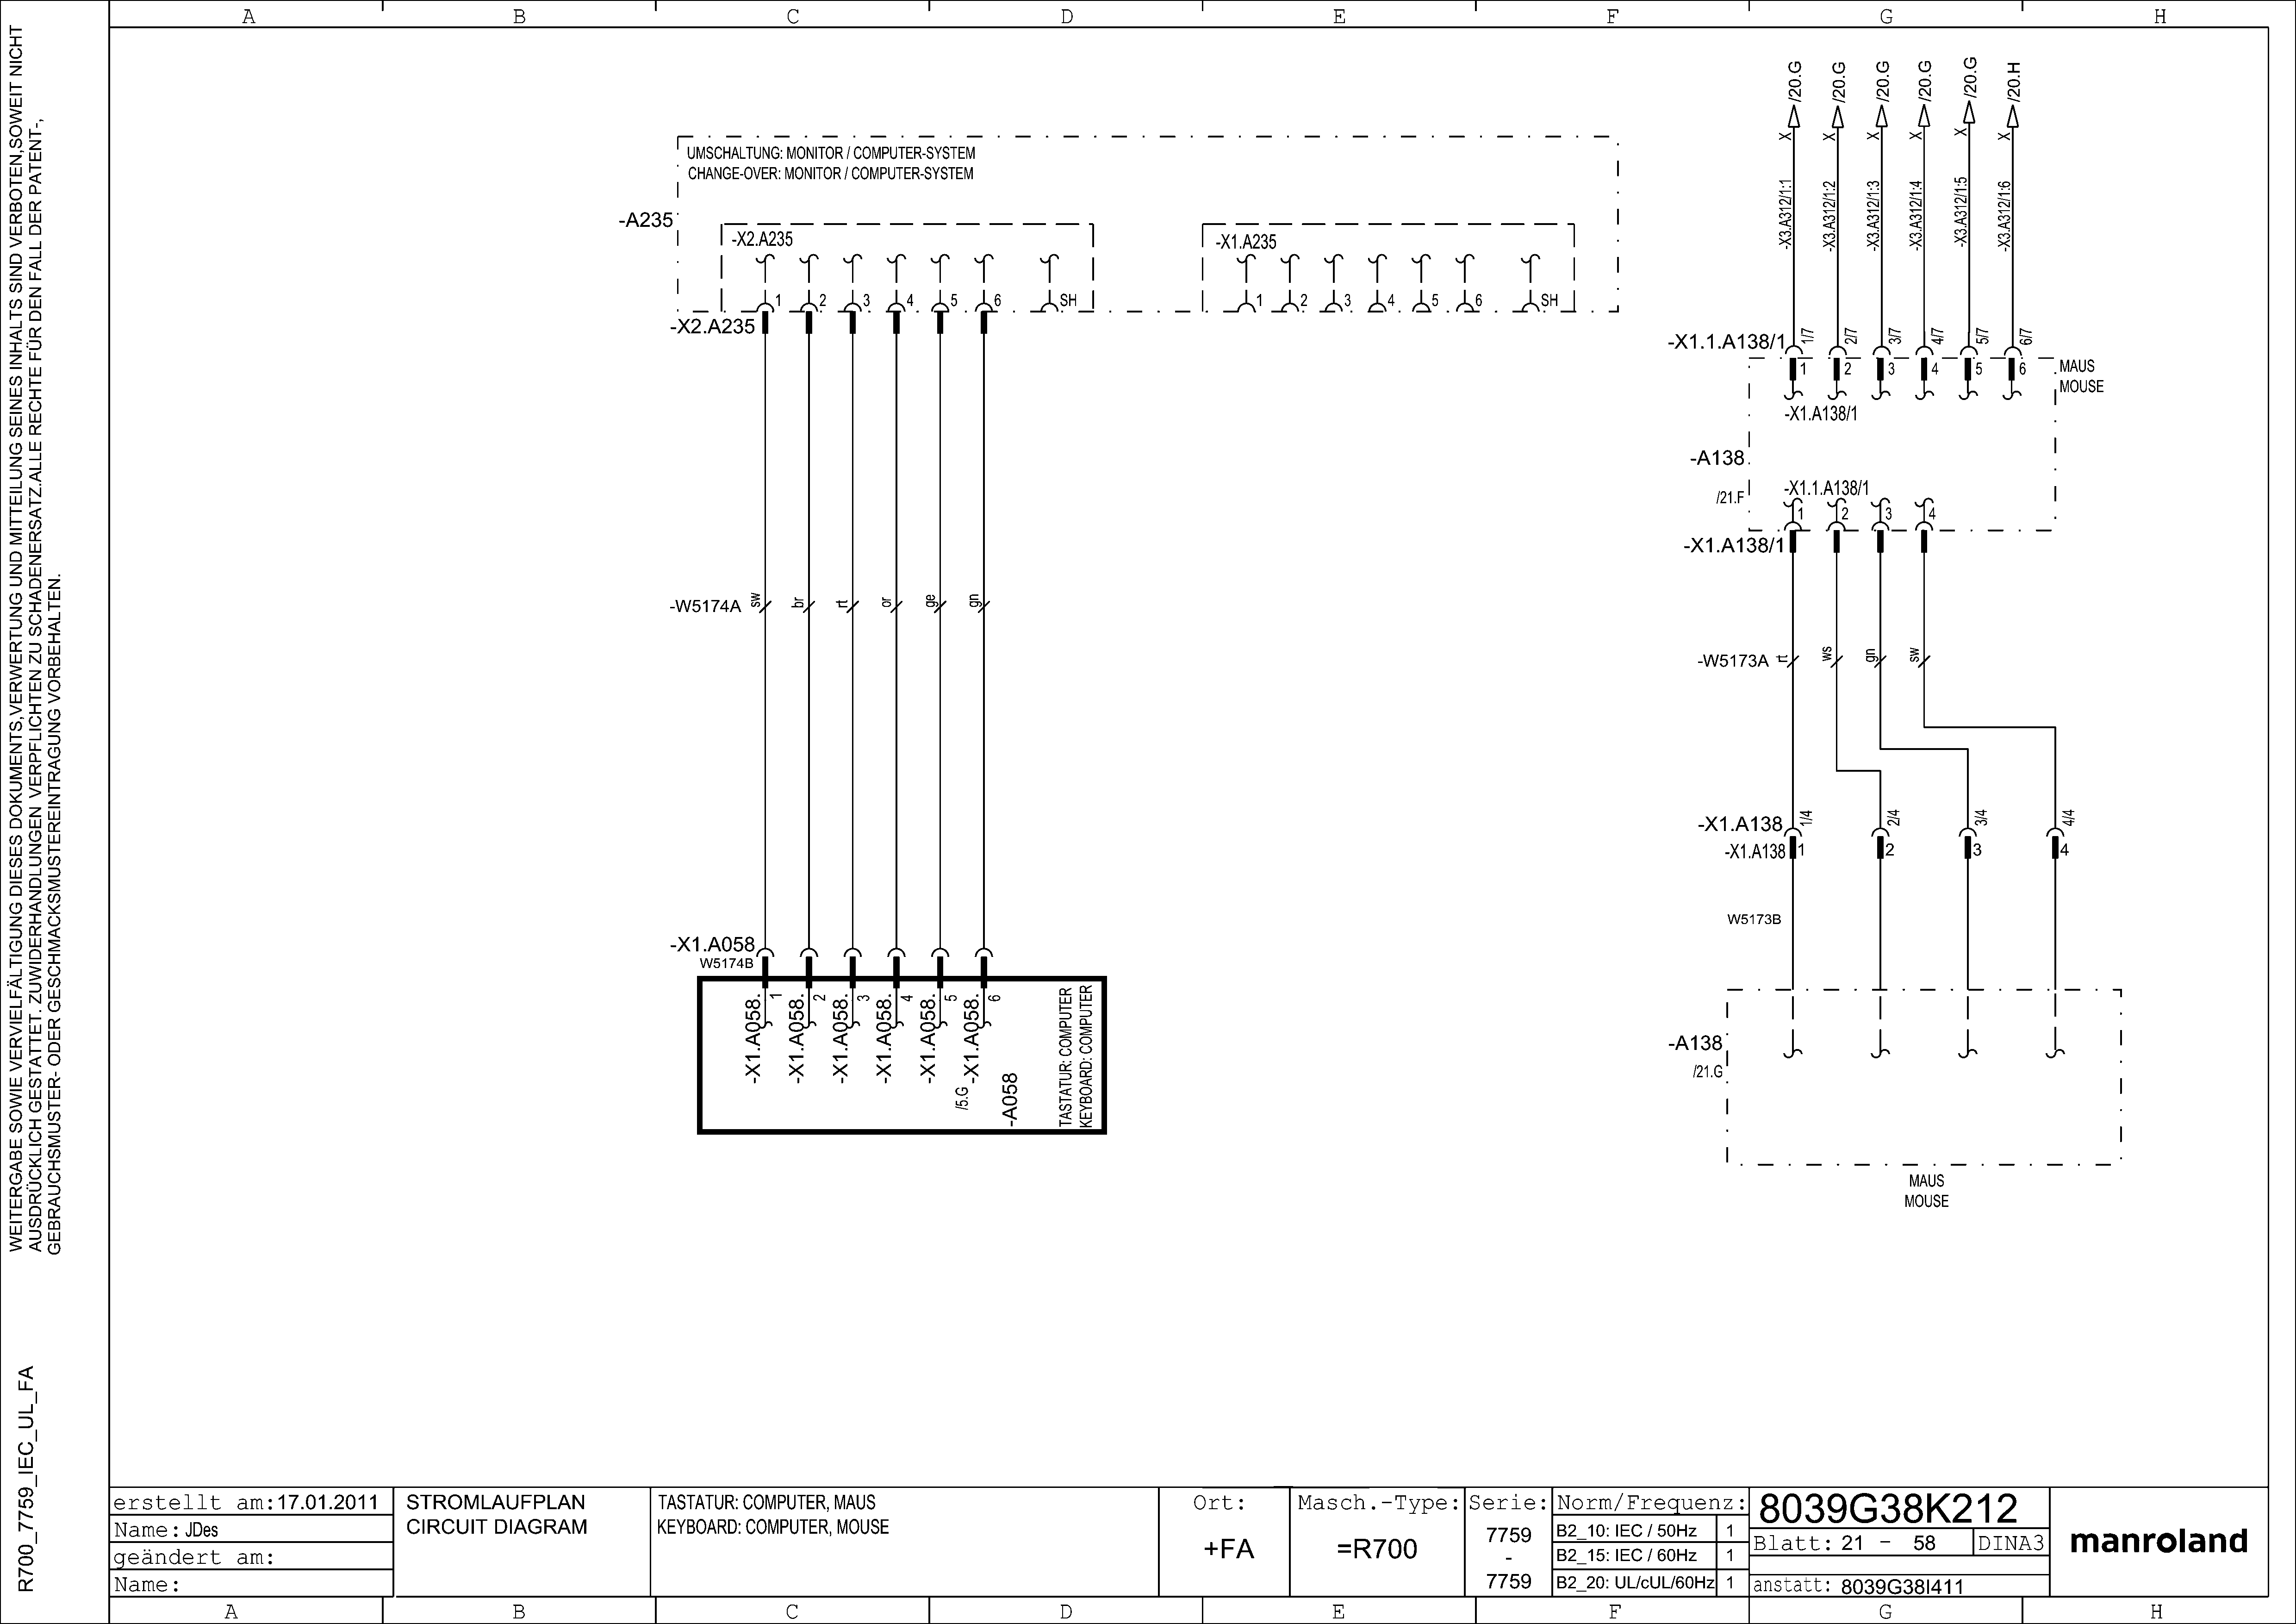 A B C D E F G H
WEITERGABE SOWIE VERVIELFÄLTIGUNG DIESES DOKUMENTS,VERWERTUNG UND MITTEILUNG SEINES INHALTS SIND VERBOTEN,SOWEIT NICHT
AUSDRÜCKLICH GESTATTET. ZUWIDERHANDLUNGEN VERPFLICHTEN ZU SCHADENERSATZ.ALLE RECHTE FÜR DEN FALL DER PATENT-,
GEBRAUCHSMUSTER- ODER GESCHMACKSMUSTEREINTRAGUNG VORBEHALTEN.
R700_7759_IEC_UL_FA
UMSCHALTUNG: MONITOR / COMPUTER-SYSTEM
CHANGE-OVER: MONITOR / COMPUTER-SYSTEM
-A235
-X2.A235
1 2 3 4 5 6 SH
-X1.A235
1 2 3 4 5 6 SH
-X2.A235
-W5174A sw br rt or ge gn
-X1.A058
W5174B
-X1.A058. -X1.A058. -X1.A058. -X1.A058. -X1.A058. -X1.A058.
1 2 3 4 5 6
/5.G
-A058
TASTATUR: COMPUTER
KEYBOARD: COMPUTER
/20.G /20.G /20.G /20.G /20.G /20.H
X X X X X X
-X3.A312/1:1 -X3.A312/1:2 -X3.A312/1:3 -X3.A312/1:4 -X3.A312/1:5 -X3.A312/1:6
-X1.1.A138/1 1/7 2/7 3/7 4/7 5/7 6/7
1 2 3 4 5 6
MAUS
MOUSE
-X1.A138/1
-A138
/21.F
-X1.1.A138/1
1 2 3 4
-X1.A138/1
-W5173A rt ws gn sw
-X1.A138 1/4 2/4 3/4 4/4
-X1.A138 1 2 3 4
W5173B
-A138
/21.G
MAUS
MOUSE
erstellt am:17.01.2011
Name: JDes
geändert am:
Name:
STROMLAUFPLAN
CIRCUIT DIAGRAM
TASTATUR: COMPUTER, MAUS
KEYBOARD: COMPUTER, MOUSE
Ort:
+FA
Masch.-Type:
=R700
Serie:
7759
-
7759
Norm/Frequenz:
B2_10: IEC / 50Hz 1
B2_15: IEC / 60Hz 1
B2_20: UL/cUL/60Hz 1
8039G38K212
Blatt: 21 - 58 DINA3
anstatt: 8039G38I411
manroland
A B C D E F G H